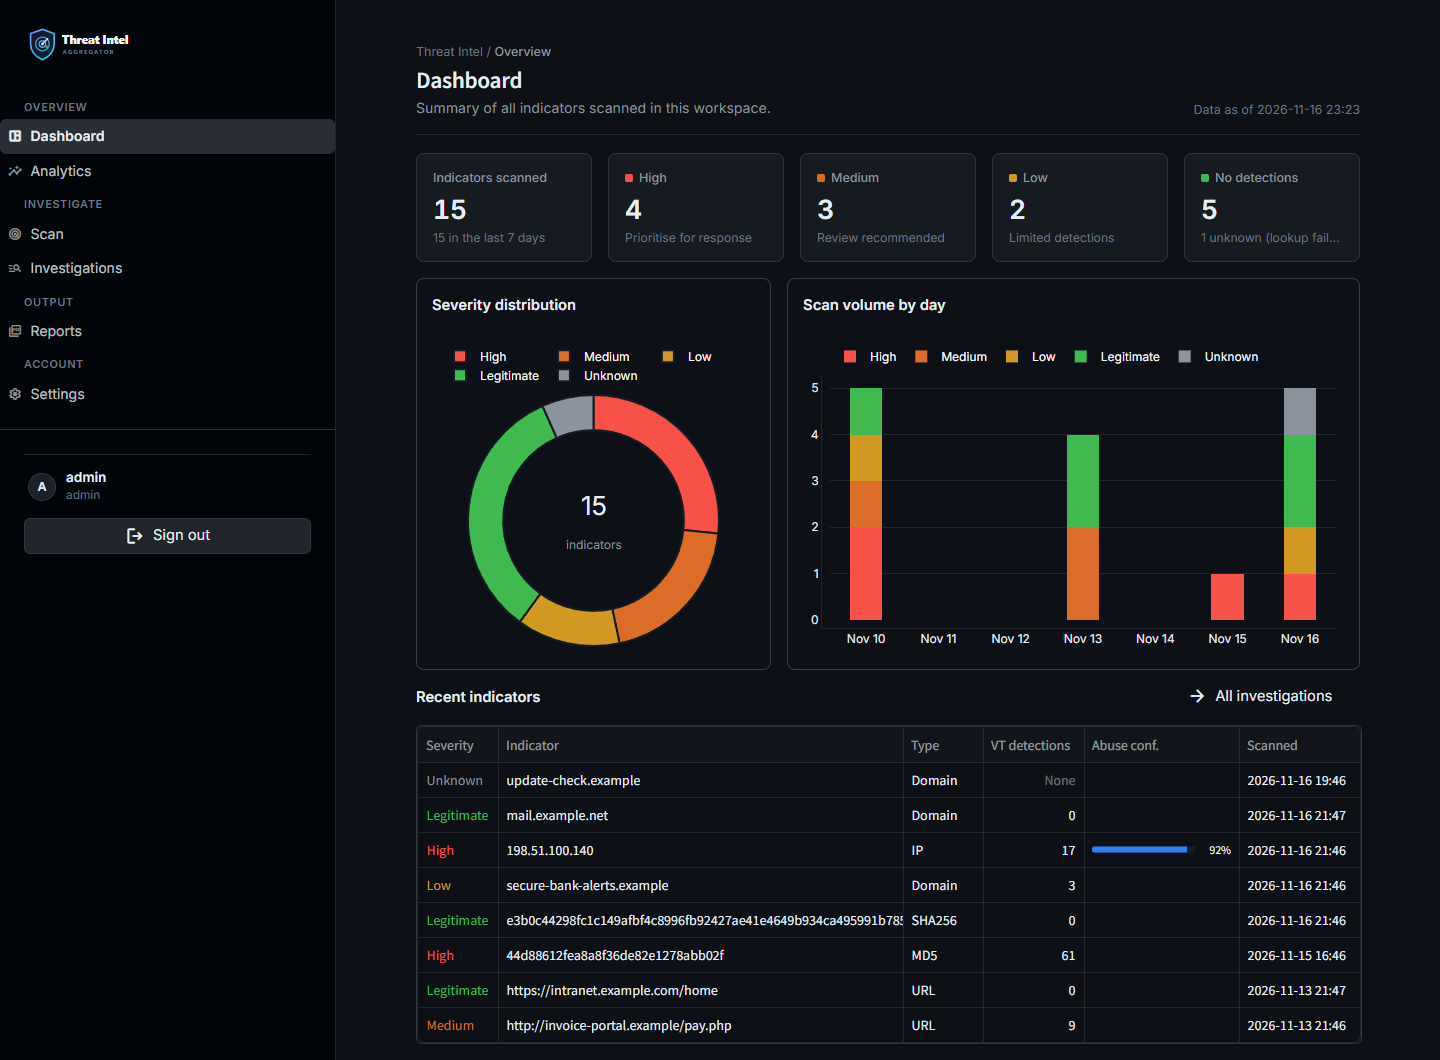 Threat Intel
AGGREGATOR
OVERVIEW
Dashboard
Analytics
INVESTIGATE
Scan
Investigations
OUTPUT
Reports
ACCOUNT
Settings
A
admin
admin
Sign out
Threat Intel / Overview
Dashboard
Summary of all indicators scanned in this workspace.
Data as of 2026-11-16 23:23
Indicators scanned
15
15 in the last 7 days
High
4
Prioritise for response
Medium
3
Review recommended
Low
2
Limited detections
No detections
5
1 unknown (lookup fail...
Severity distribution
High Medium Low
Legitimate Unknown
15
indicators
Scan volume by day
High Medium Low Legitimate Unknown
5
4
3
2
1
0
Nov 10 Nov 11 Nov 12 Nov 13 Nov 14 Nov 15 Nov 16
Recent indicators
All investigations
Severity Indicator Type VT detections Abuse conf. Scanned
Unknown update-check.example Domain None 2026-11-16 19:46
Legitimate mail.example.net Domain 0 2026-11-16 21:47
High 198.51.100.140 IP 17 92% 2026-11-16 21:46
Low secure-bank-alerts.example Domain 3 2026-11-16 21:46
Legitimate e3b0c44298fc1c149afbf4c8996fb92427ae41e4649b934ca495991b785 SHA256 0 2026-11-16 21:46
High 44d88612fea8a8f36de82e1278abb02f MD5 61 2026-11-15 16:46
Legitimate https://intranet.example.com/home URL 0 2026-11-13 21:47
Medium http://invoice-portal.example/pay.php URL 9 2026-11-13 21:46